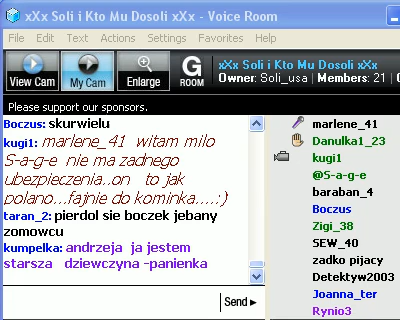 xXx Soli i Kto Mu Dosoli xXx - Voice Room
File Edit Text Actions Settings Favorites Help
View Cam
My Cam
Enlarge
G
ROOM
xXx Soli i Kto Mu Dosoli xXx
Owner: Soli_usa | Members: 21 |
Please support our sponsors.
Boczus: skurwielu
kugi1: marlene_41 witam milo
S-a-g-e nie ma zadnego
ubezpieczenia..on to jak
polano...fajnie do kominka....:)
taran_2: pierdol sie boczek jebany
zomowcu
kumpelka: andrzeja ja jestem
starsza dziewczyna -panienka
Send
marlene_41
Danulka1_23
kugi1
@S-a-g-e
baraban_4
Boczus
Zigi_38
SEW_40
zadko pijacy
Detektyw2003
Joanna_ter
Rynio3